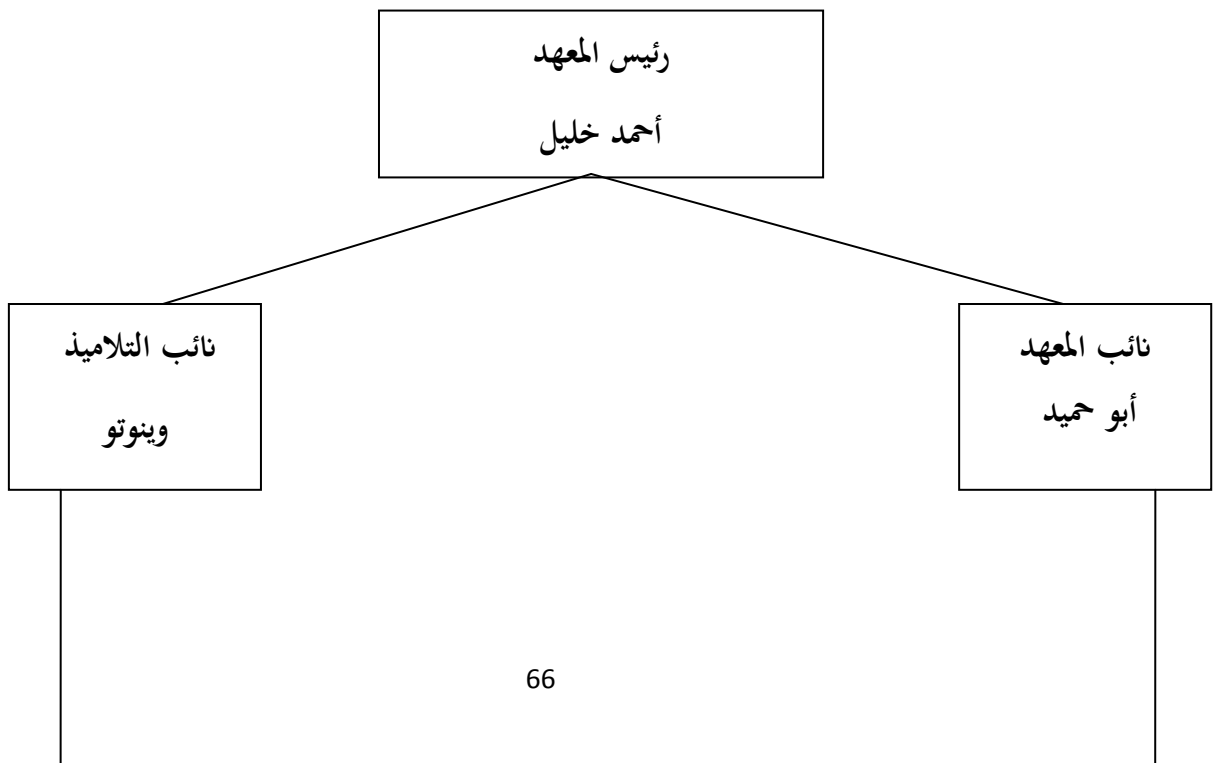 رئيس المعهد
أحمد خليل
نائب المعهد
أبو حميد
نائب التلاميذ
وينوتو
66